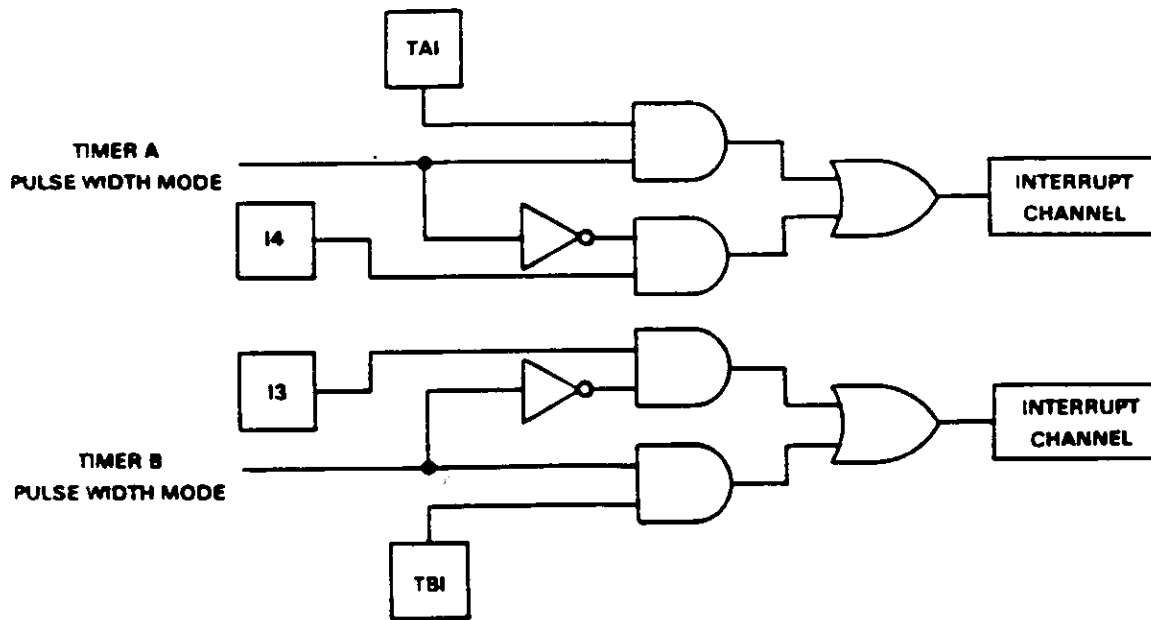 TAI
TIMER A
PULSE WIDTH MODE
INTERRUPT
CHANNEL
I4
I3
INTERRUPT
CHANNEL
TIMER B
PULSE WIDTH MODE
TBI